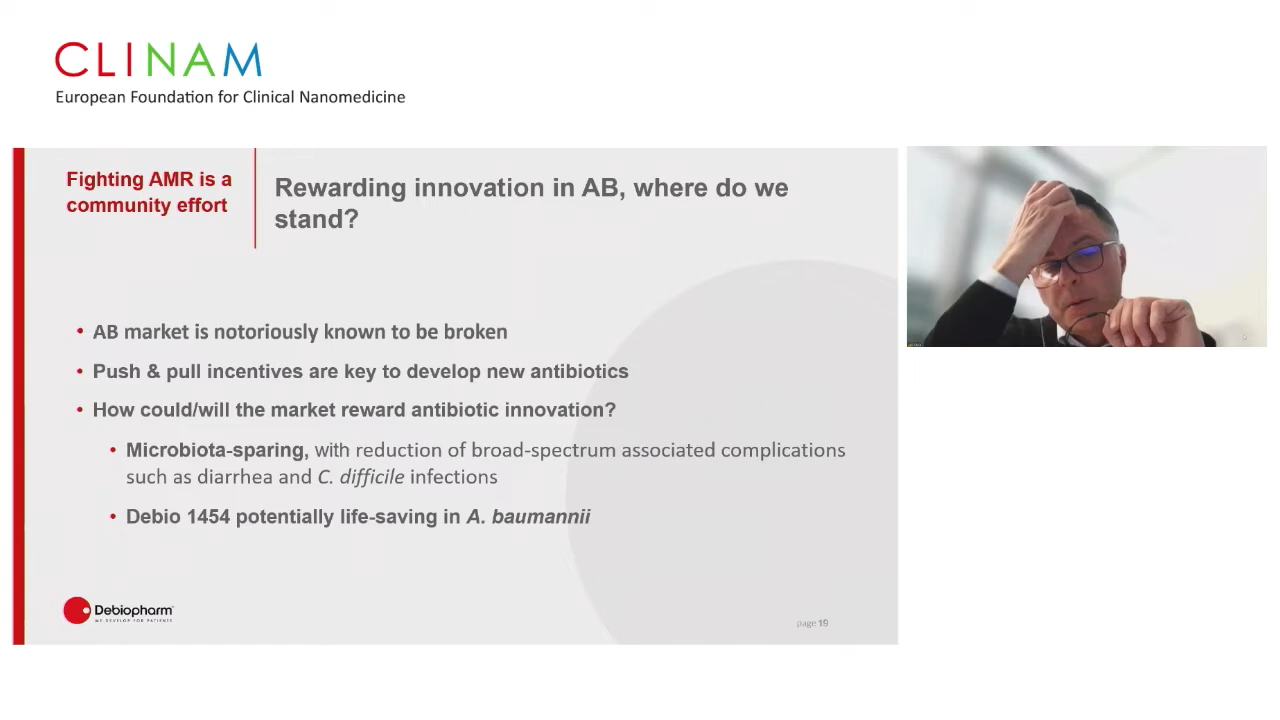 CLINAM
European Foundation for Clinical Nanomedicine
Fighting AMR is a
community effort
Rewarding innovation in AB, where do we
stand?
• AB market is notoriously known to be broken
• Push & pull incentives are key to develop new antibiotics
• How could/will the market reward antibiotic innovation?
• Microbiota-sparing, with reduction of broad-spectrum associated complications
such as diarrhea and C. difficile infections
• Debio 1454 potentially life-saving in A. baumannii
Debiopharm
WE DEVELOP FOR PATIENTS
page 19